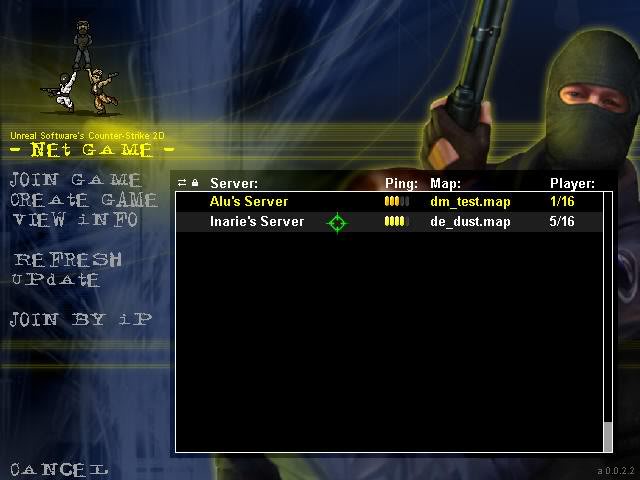 Unreal Software's Counter-Strike 2D
- NEt GAME -
JOIN GAME
CREATE GAME
VIEW iNFO
REFRESH
UPdAtE
JOIN BY iP
CANCEL
Server: Ping: Map: Player:
Alu's Server dm_test.map 1/16
Inarie's Server de_dust.map 5/16
a 0.0.2.2